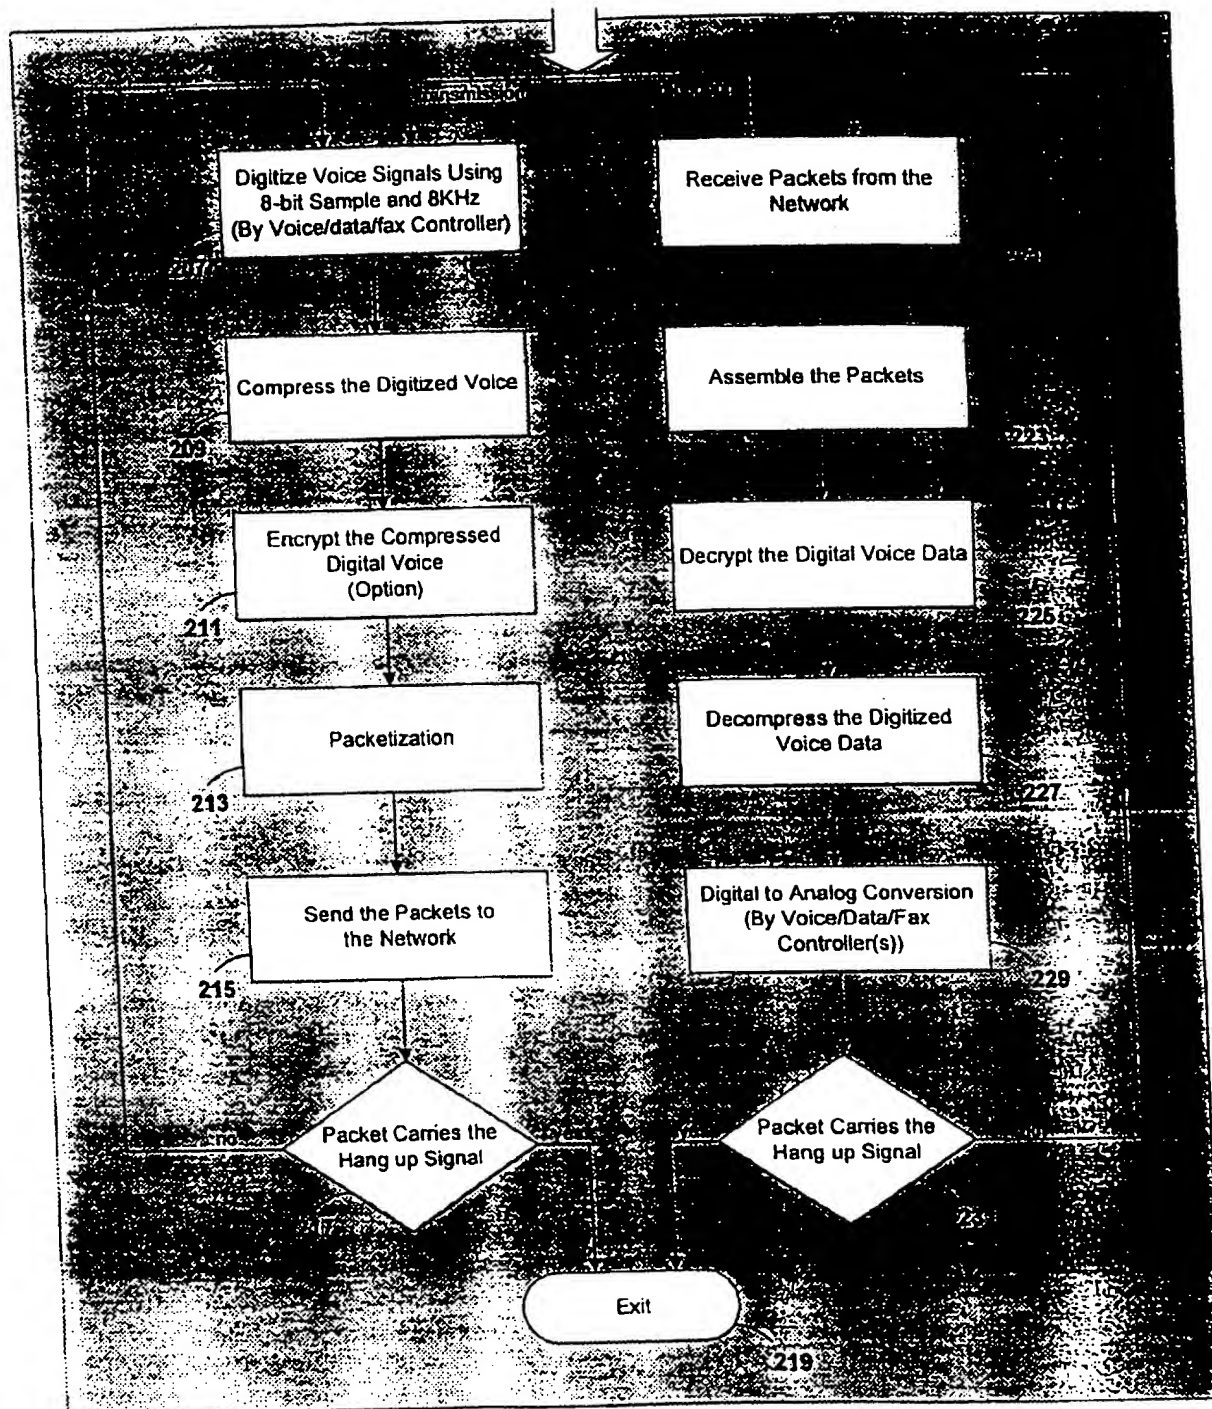 Transmission
Digitize Voice Signals Using
8-bit Sample and 8KHz
(By Voice/data/fax Controller)
207
Receive Packets from the
Network
Compress the Digitized Voice
209
Assemble the Packets
223
Encrypt the Compressed
Digital Voice
(Option)
211
Decrypt the Digital Voice Data
225
Packetization
213
Decompress the Digitized
Voice Data
227
Send the Packets to
the Network
215
Digital to Analog Conversion
(By Voice/Data/Fax
Controller(s))
229
Packet Carries the
Hang up Signal
no
Packet Carries the
Hang up Signal
Exit
219